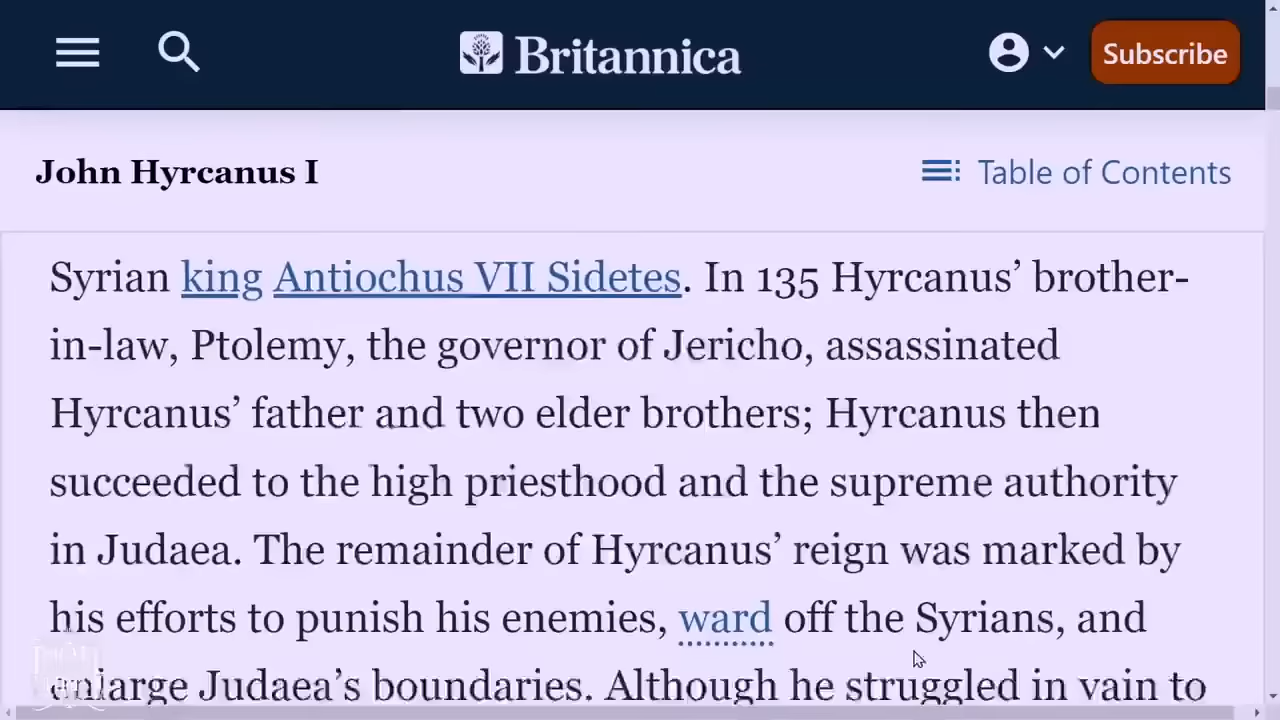 Britannica
Subscribe
John Hyrcanus I
Table of Contents
Syrian king Antiochus VII Sidetes. In 135 Hyrcanus’ brother-
in-law, Ptolemy, the governor of Jericho, assassinated
Hyrcanus’ father and two elder brothers; Hyrcanus then
succeeded to the high priesthood and the supreme authority
in Judaea. The remainder of Hyrcanus’ reign was marked by
his efforts to punish his enemies, ward off the Syrians, and
enlarge Judaea’s boundaries. Although he struggled in vain to